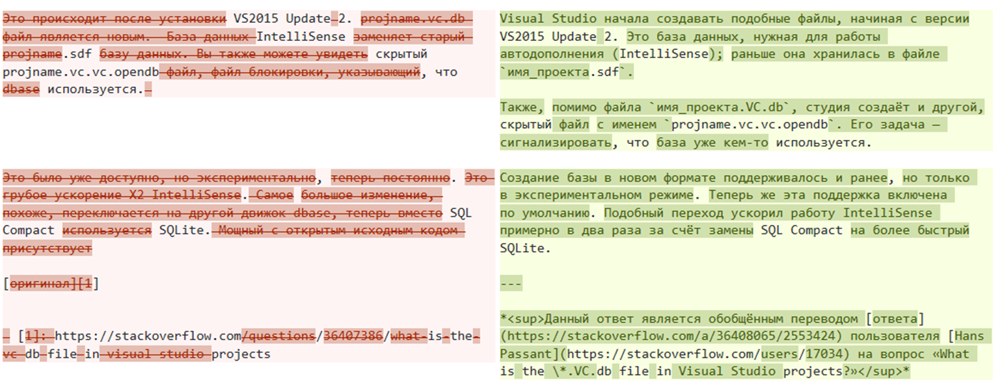 Это происходит после установки VS2015 Update 2. projname.vc.db
файл является новым.  База данных IntelliSense заменяет старый
projname.sdf базу данных. Вы также можете увидеть скрытый
projname.vc.vc.opendb файл, файл блокировки, указывающий, что
dbase используется.
Это было уже доступно, но экспериментально, теперь постоянно. Это
грубое ускорение X2 IntelliSense. Самое большое изменение,
похоже, переключается на другой движок dbase, теперь вместо SQL
Compact используется SQLite. Мощный с открытым исходным кодом
присутствует
[оригинал][1]
[1]: https://stackoverflow.com/questions/36407386/what-is-the-
vc-db-file-in-visual-studio-projects
Visual Studio начала создавать подобные файлы, начиная с версии
VS2015 Update 2. Это база данных, нужная для работы
автодополнения (IntelliSense); раньше она хранилась в файле
`имя_проекта.sdf`.
Также, помимо файла `имя_проекта.VC.db`, студия создаёт и другой,
скрытый файл с именем `projname.vc.vc.opendb`. Его задача —
сигнализировать, что база уже кем-то используется.
Создание базы в новом формате поддерживалось и ранее, но только
в экспериментальном режиме. Теперь же эта поддержка включена
по умолчанию. Подобный переход ускорил работу IntelliSense
примерно в два раза за счёт замены SQL Compact на более быстрый
SQLite.
---
*<sup>Данный ответ является обобщённым переводом [ответа]
(https://stackoverflow.com/a/36408065/2553424) пользователя [Hans
Passant](https://stackoverflow.com/users/17034) на вопрос «What
is the \*.VC.db file in Visual Studio projects?»</sup>*